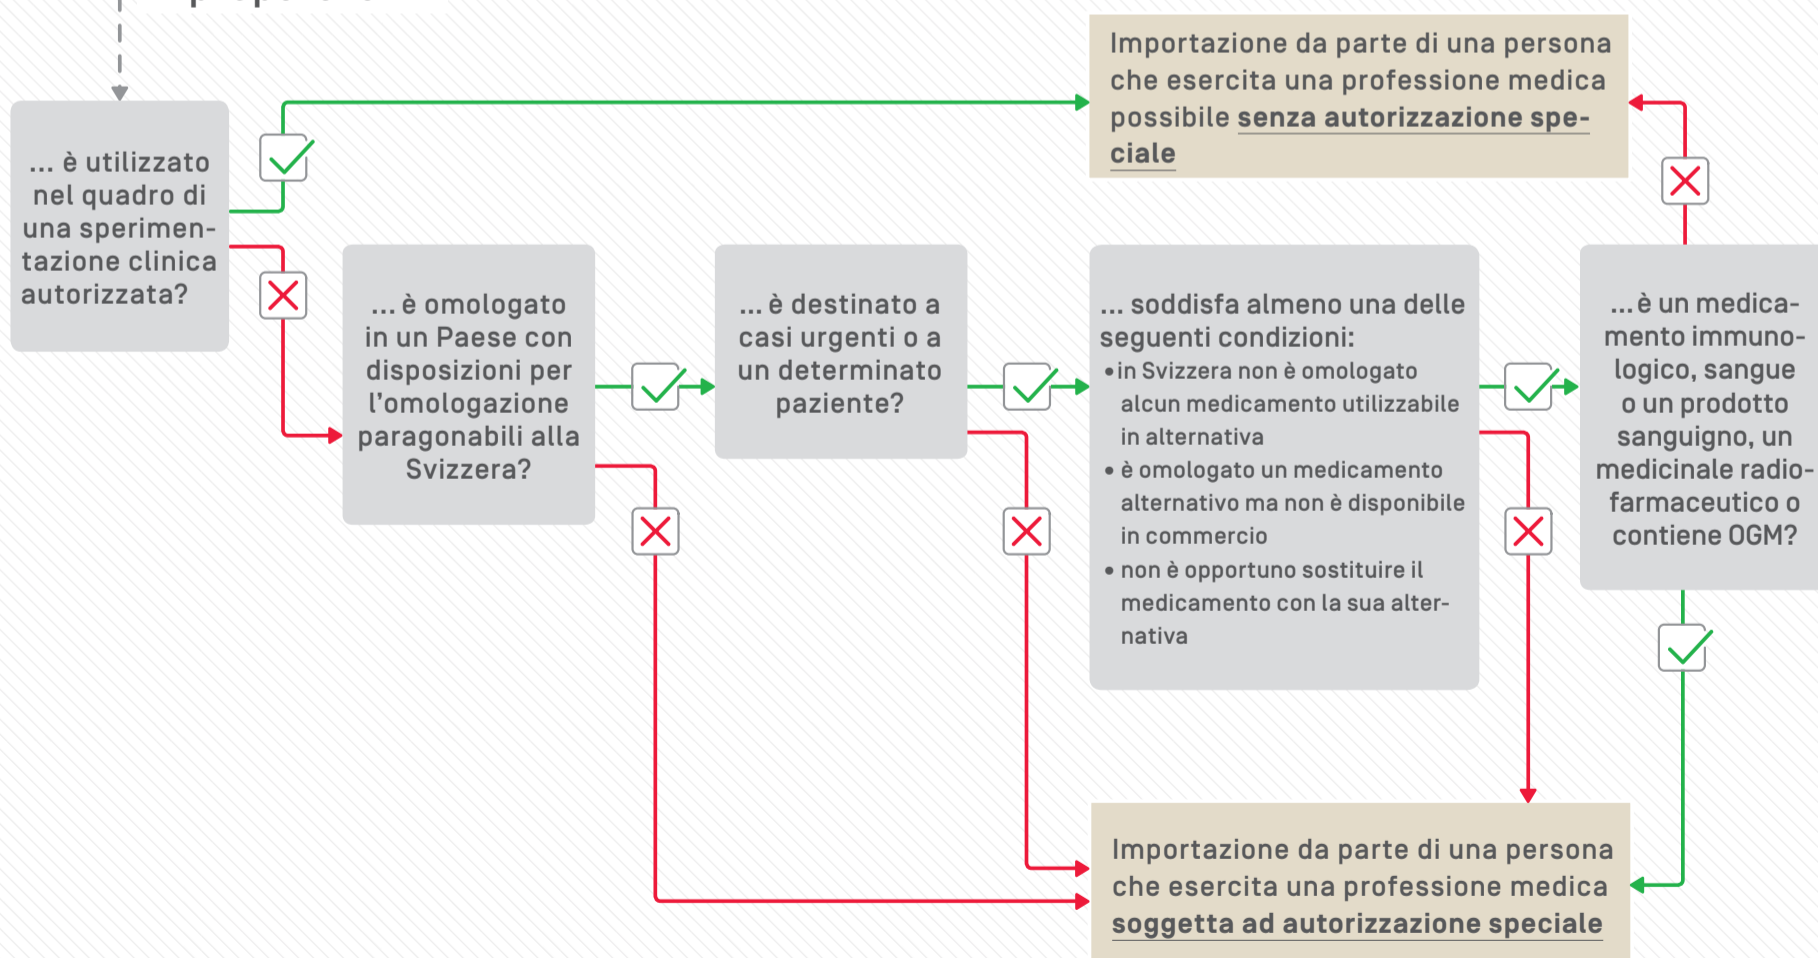 Importazione da parte di una persona
che esercita una professione medica
possibile senza autorizzazione spe-
ciale
... è utilizzato
nel quadro di
una sperimen-
tazione clinica
autorizzata?
... è omologato
in un Paese con
disposizioni per
l'omologazione
paragonabili alla
Svizzera?
... è destinato a
casi urgenti o a
un determinato
paziente?
... soddisfa almeno una delle
seguenti condizioni:
• in Svizzera non è omologato
alcun medicamento utilizzabile
in alternativa
• è omologato un medicamento
alternativo ma non è disponibile
in commercio
• non è opportuno sostituire il
medicamento con la sua alter-
nativa
... è un medica-
mento immuno-
logico, sangue
o un prodotto
sanguigno, un
medicinale radio-
farmaceutico o
contiene OGM?
Importazione da parte di una persona
che esercita una professione medica
soggetta ad autorizzazione speciale